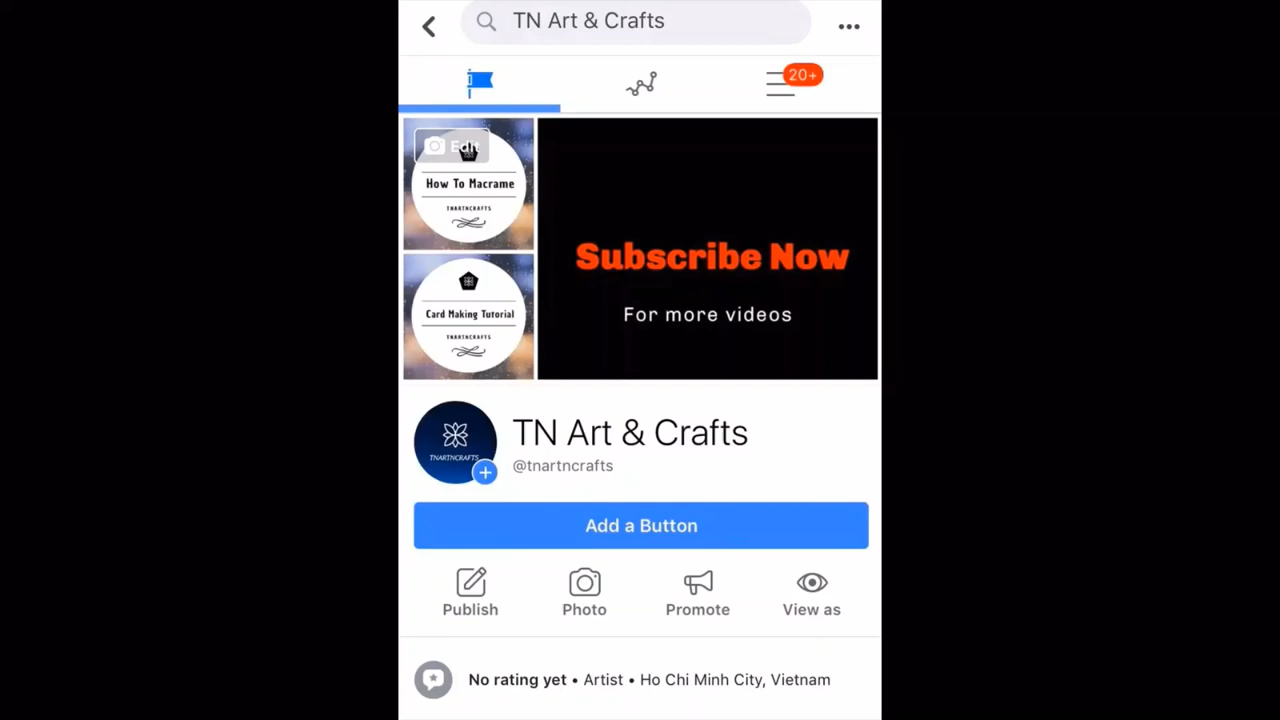 TN Art & Crafts
20+
Edit
How To Macrame
TNARTNCRAFTS
Card Making Tutorial
TNARTNCRAFTS
Subscribe Now
For more videos
TNARTNCRAFTS
TN Art & Crafts
@tnartncrafts
Add a Button
Publish
Photo
Promote
View as
No rating yet • Artist • Ho Chi Minh City, Vietnam